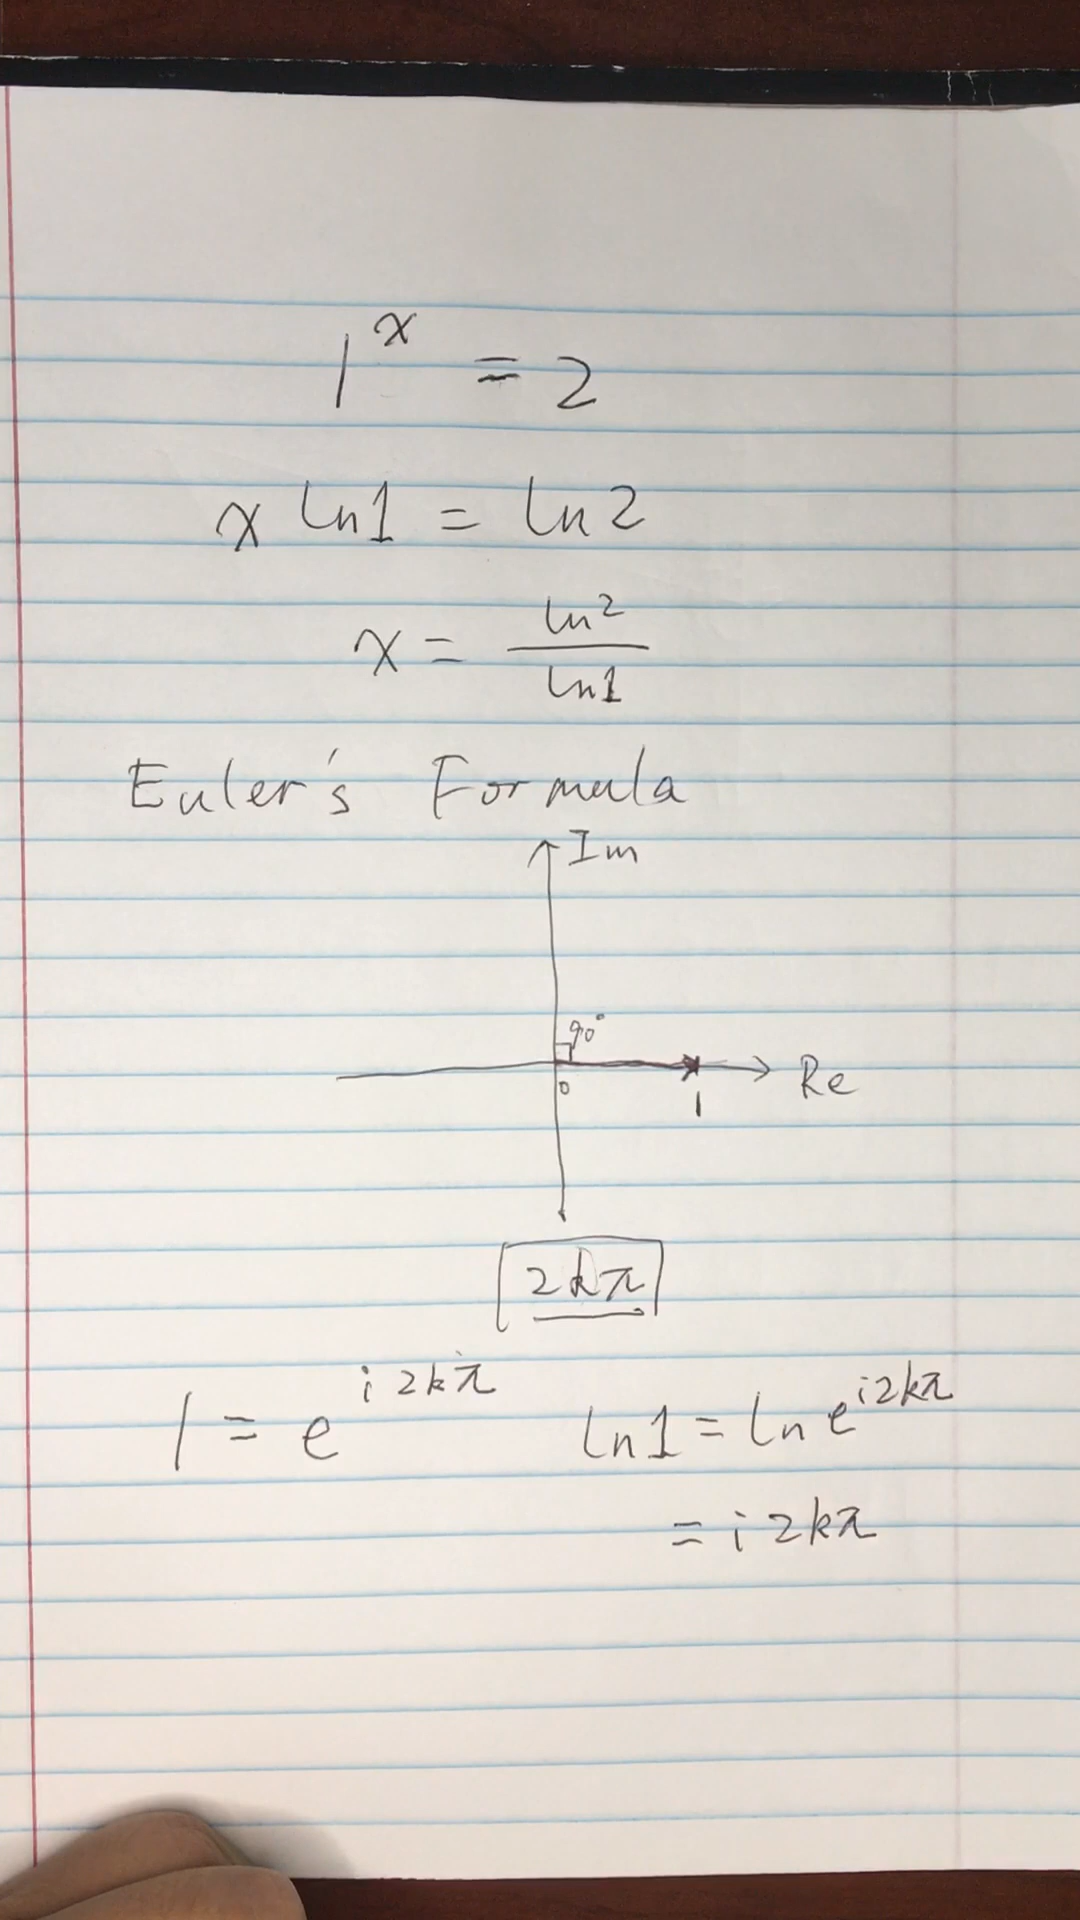 1^x = 2
x ln1 = ln2
x = ln2 / ln1
Euler's Formula
Im
90°
0
1
Re
2kπ
1 = e^{i2kπ} ln1 = ln e^{i2kπ}
= i2kπ